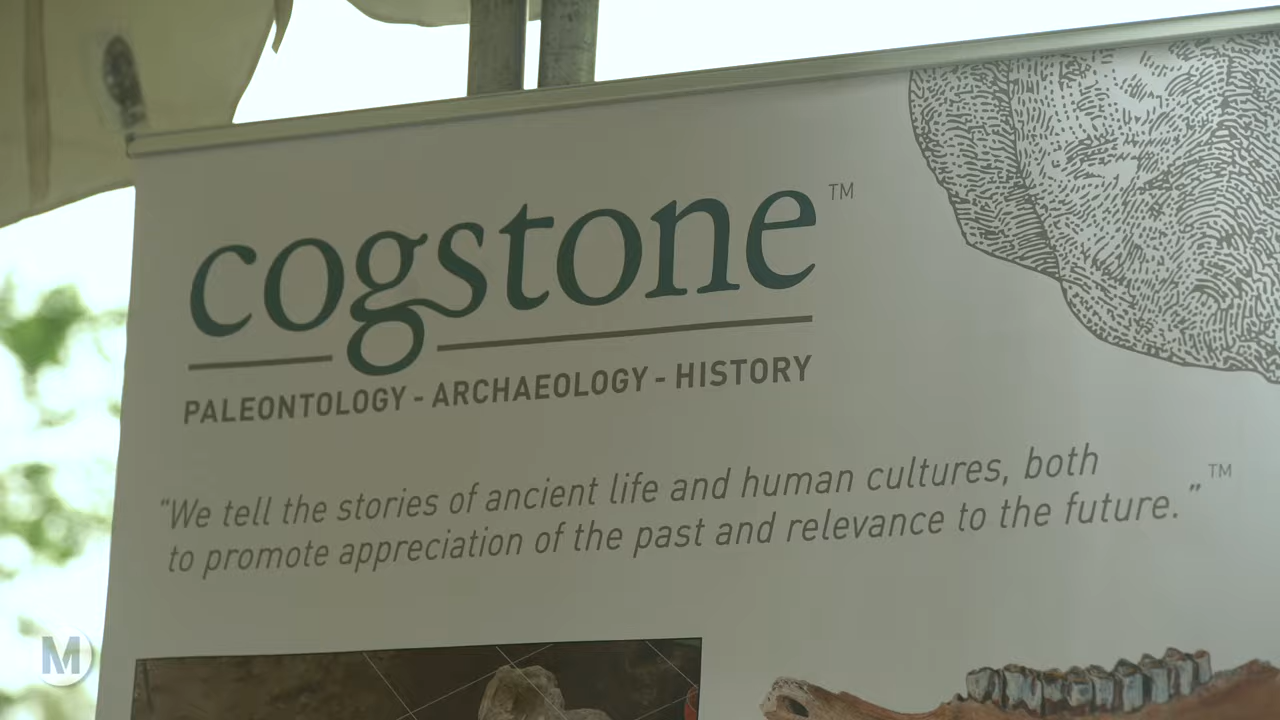 cogstone™
PALEONTOLOGY - ARCHAEOLOGY - HISTORY
“We tell the stories of ancient life and human cultures, both
to promote appreciation of the past and relevance to the future.”™
M